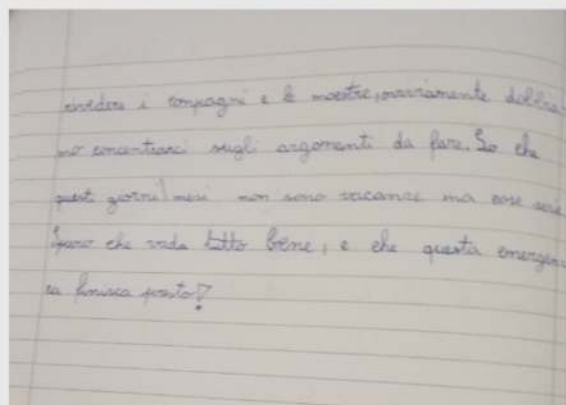 rivedere i compagni e le maestre, ovviamente dobbia
mo concentrarci sugli argomenti da fare. So che
questi giorni/mesi non sono vacanze ma cose serie.
Spero che vada tutto bene, e che questa emergen
za finisca presto!